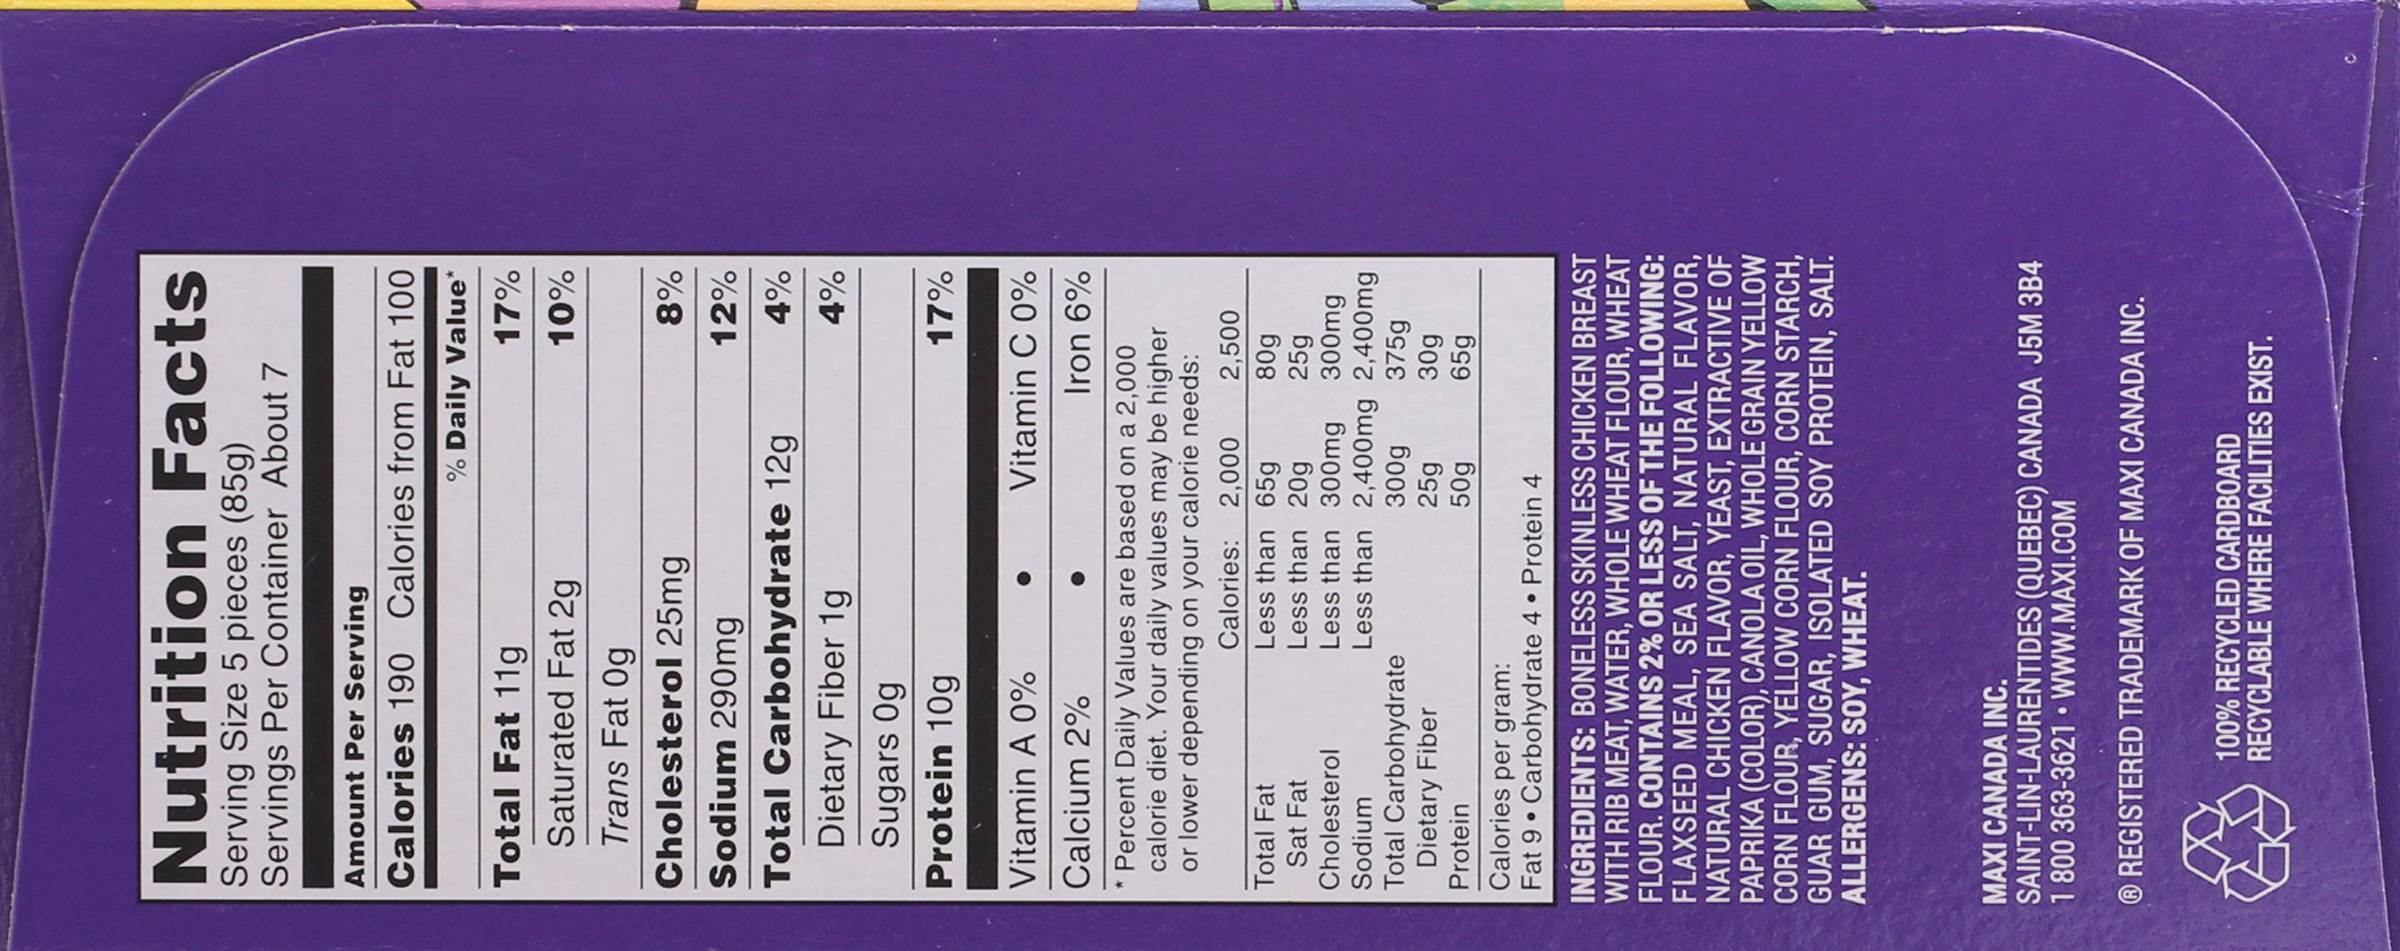 Nutrition Facts
Serving Size 5 pieces (85g)
Servings Per Container About 7
Amount Per Serving
Calories 190 Calories from Fat 100
% Daily Value*
Total Fat 11g 17%
Saturated Fat 2g 10%
Trans Fat 0g
Cholesterol 25mg 8%
Sodium 290mg 12%
Total Carbohydrate 12g 4%
Dietary Fiber 1g 4%
Sugars 0g
Protein 10g 17%
Vitamin A 0% • Vitamin C 0%
Calcium 2% • Iron 6%
* Percent Daily Values are based on a 2,000
calorie diet. Your daily values may be higher
or lower depending on your calorie needs:
Calories: 2,000 2,500
Total Fat Less than 65g 80g
Sat Fat Less than 20g 25g
Cholesterol Less than 300mg 300mg
Sodium Less than 2,400mg 2,400mg
Total Carbohydrate 300g 375g
Dietary Fiber 25g 30g
Protein 50g 65g
Calories per gram:
Fat 9 • Carbohydrate 4 • Protein 4
INGREDIENTS: BONELESS SKINLESS CHICKEN BREAST
WITH RIB MEAT, WATER, WHOLE WHEAT FLOUR, WHEAT
FLOUR. CONTAINS 2% OR LESS OF THE FOLLOWING:
FLAXSEED MEAL, SEA SALT, NATURAL FLAVOR,
NATURAL CHICKEN FLAVOR, YEAST, EXTRACTIVE OF
PAPRIKA (COLOR), CANOLA OIL, WHOLE GRAIN YELLOW
CORN FLOUR, YELLOW CORN FLOUR, CORN STARCH,
GUAR GUM, SUGAR, ISOLATED SOY PROTEIN, SALT.
ALLERGENS: SOY, WHEAT.
MAXI CANADA INC.
SAINT-LIN-LAURENTIDES (QUEBEC) CANADA J5M 3B4
1 800 363-3621 • WWW.MAXI.COM
® REGISTERED TRADEMARK OF MAXI CANADA INC.
100% RECYCLED CARDBOARD
RECYCLABLE WHERE FACILITIES EXIST.